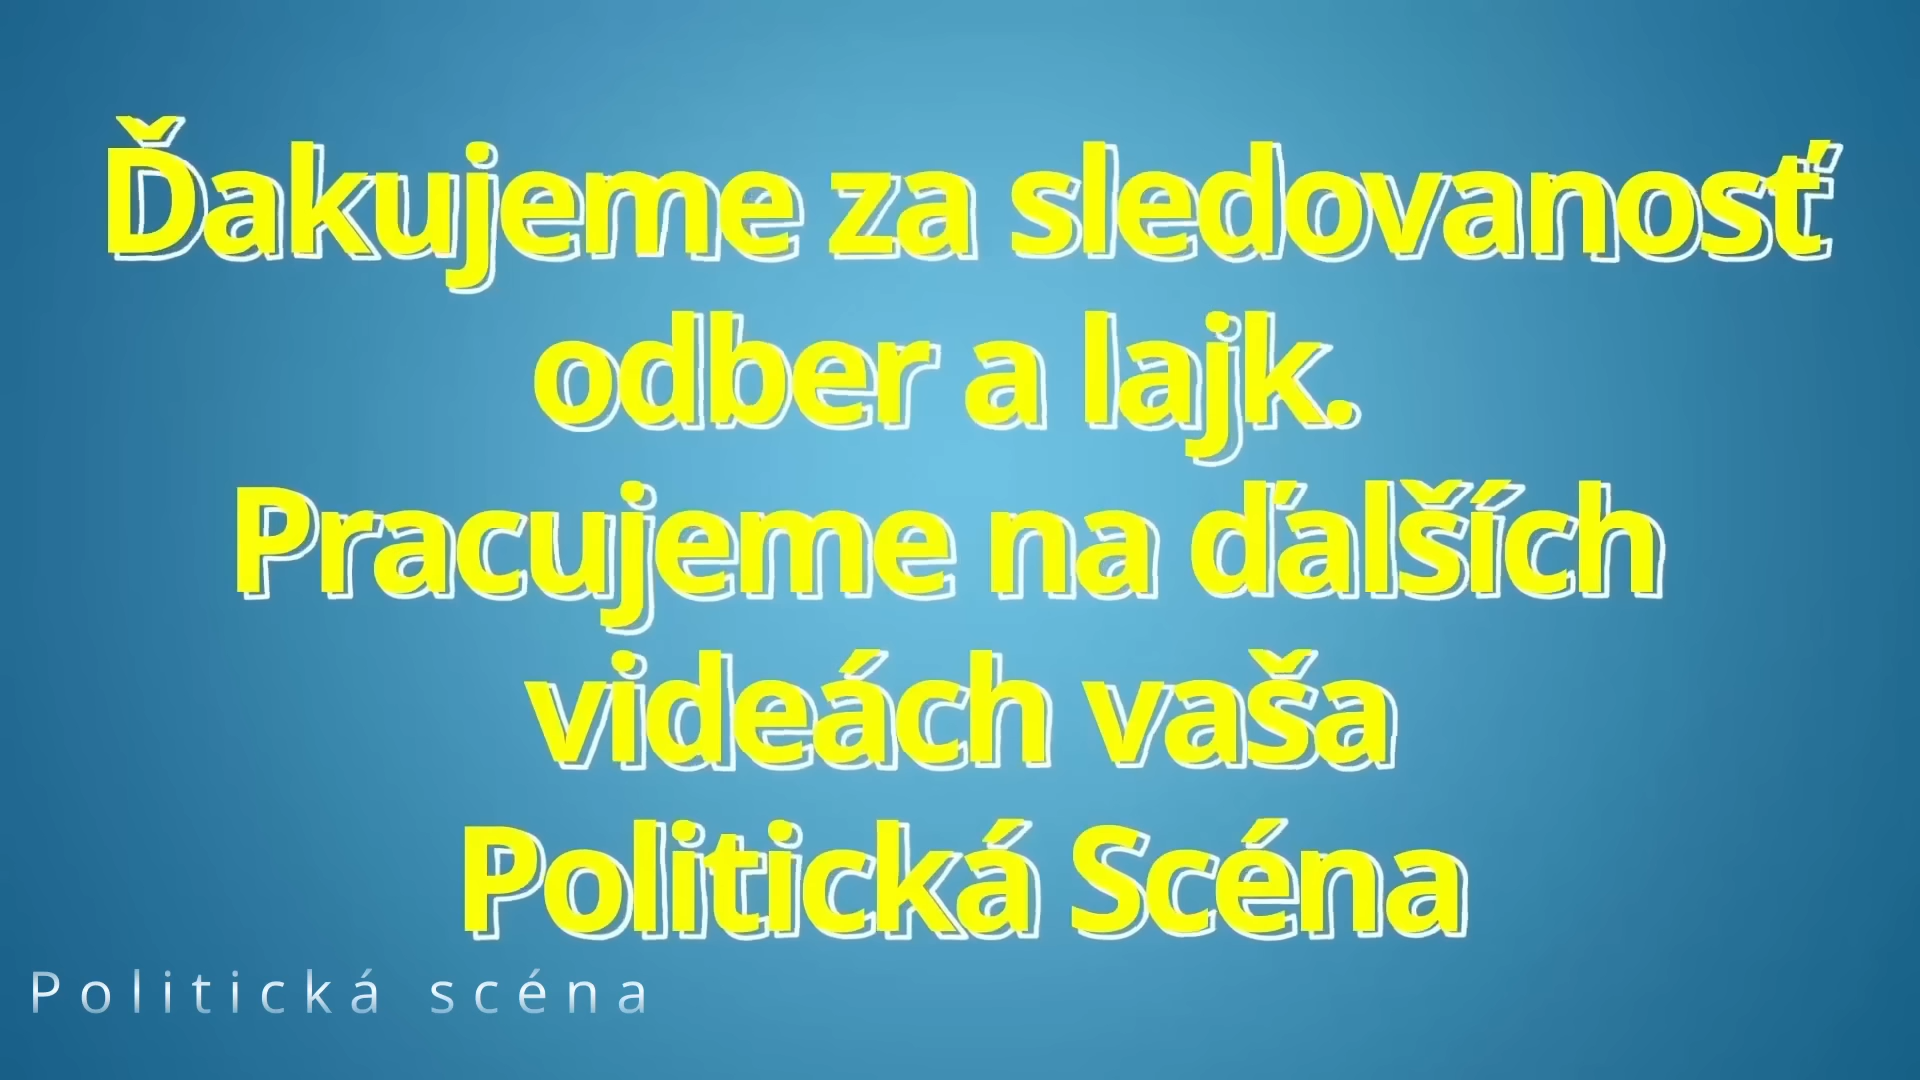 Ďakujeme za sledovanosť
odber a lajk.
Pracujeme na ďalších
videách vaša
Politická Scéna
Politická scéna